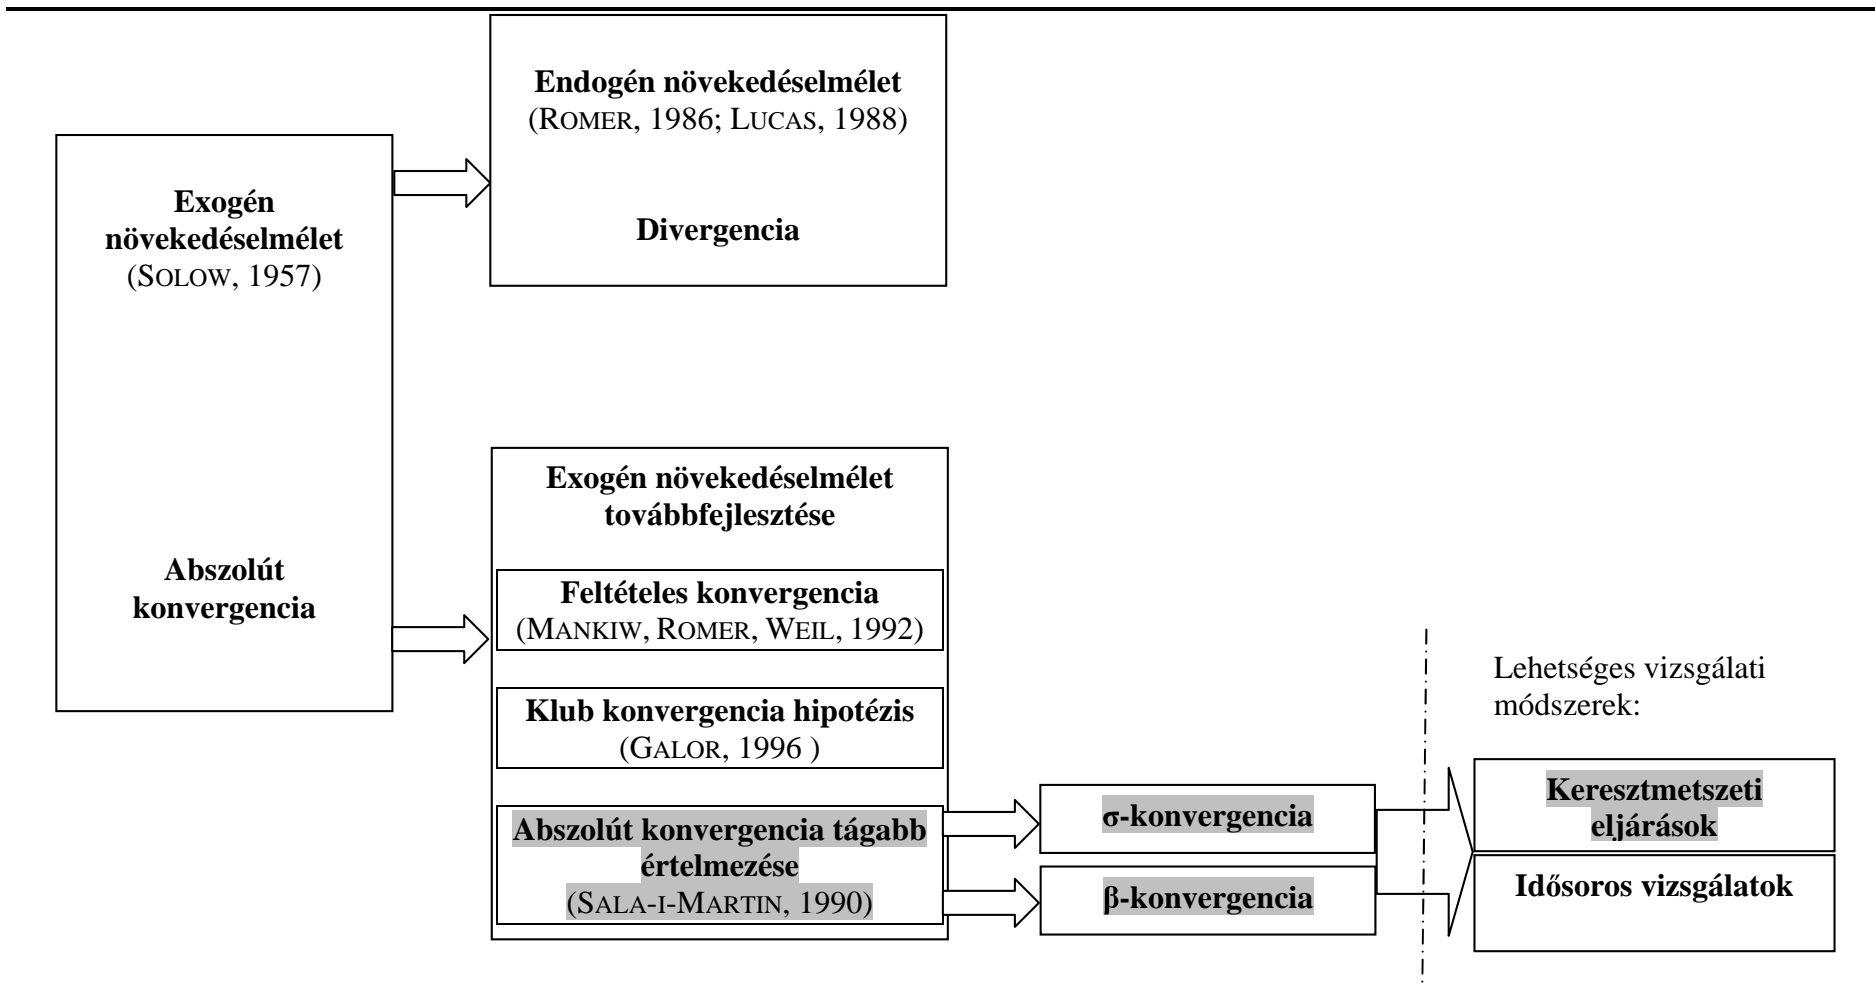 Endogén növekedéselmélet
(ROMER, 1986; LUCAS, 1988)
Divergencia
Exogén
növekedéselmélet
(SOLOW, 1957)
Abszolút
konvergencia
Exogén növekedéselmélet
továbbfejlesztése
Feltételes konvergencia
(MANKIW, ROMER, WEIL, 1992)
Klub konvergencia hipotézis
(GALOR, 1996 )
Abszolút konvergencia tágabb
értelmezése
(SALA-I-MARTIN, 1990)
σ-konvergencia
β-konvergencia
Lehetséges vizsgálati
módszerek:
Keresztmetszeti
eljárások
Idősoros vizsgálatok